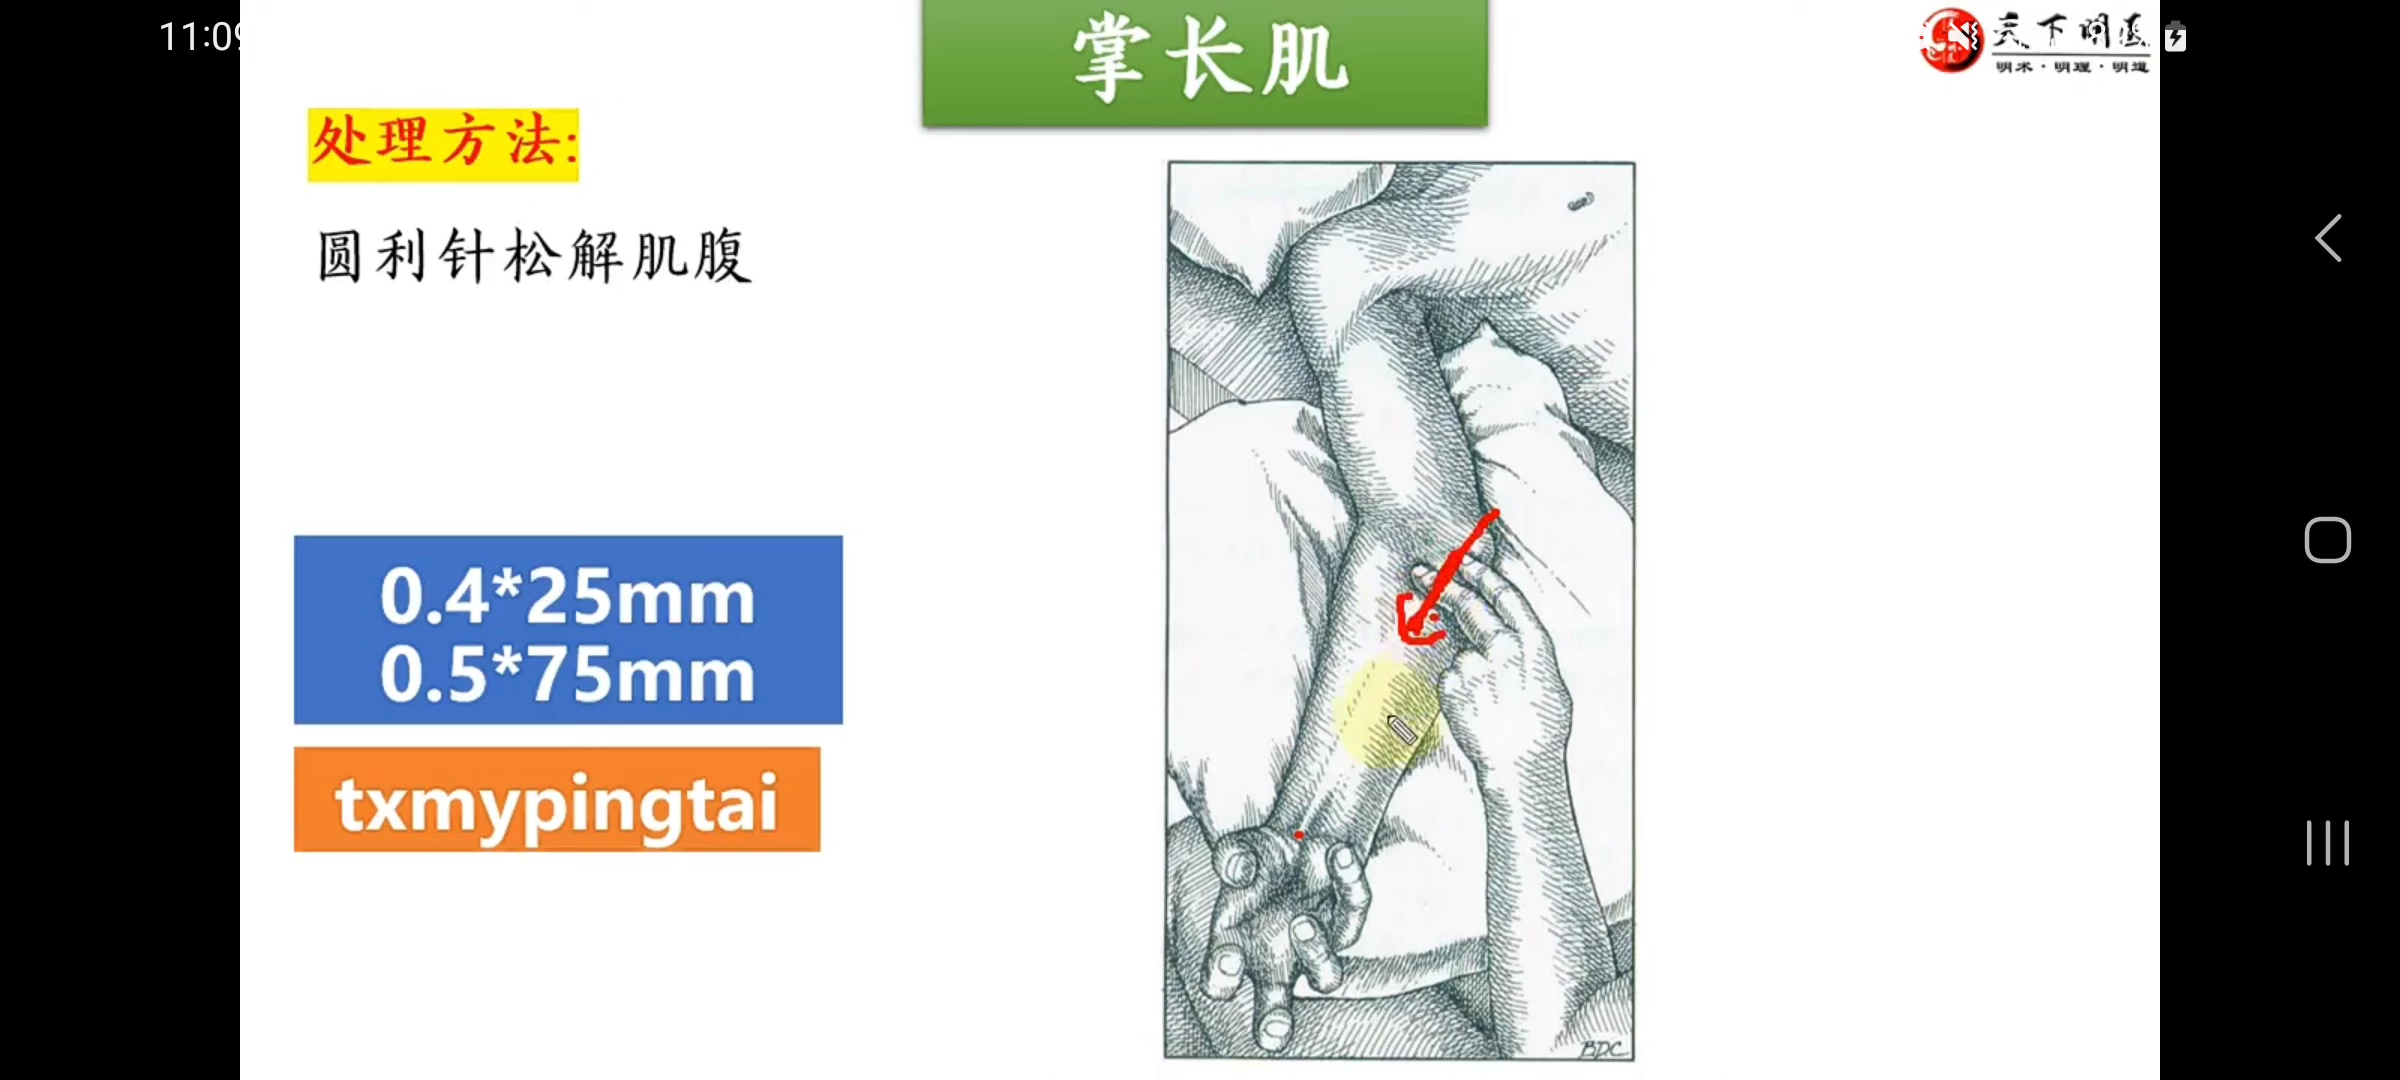 11:09
掌长肌
天下明医
明术·明理·明道
处理方法:
圆利针松解肌腹
0.4*25mm
0.5*75mm
txmypingtai
BDC